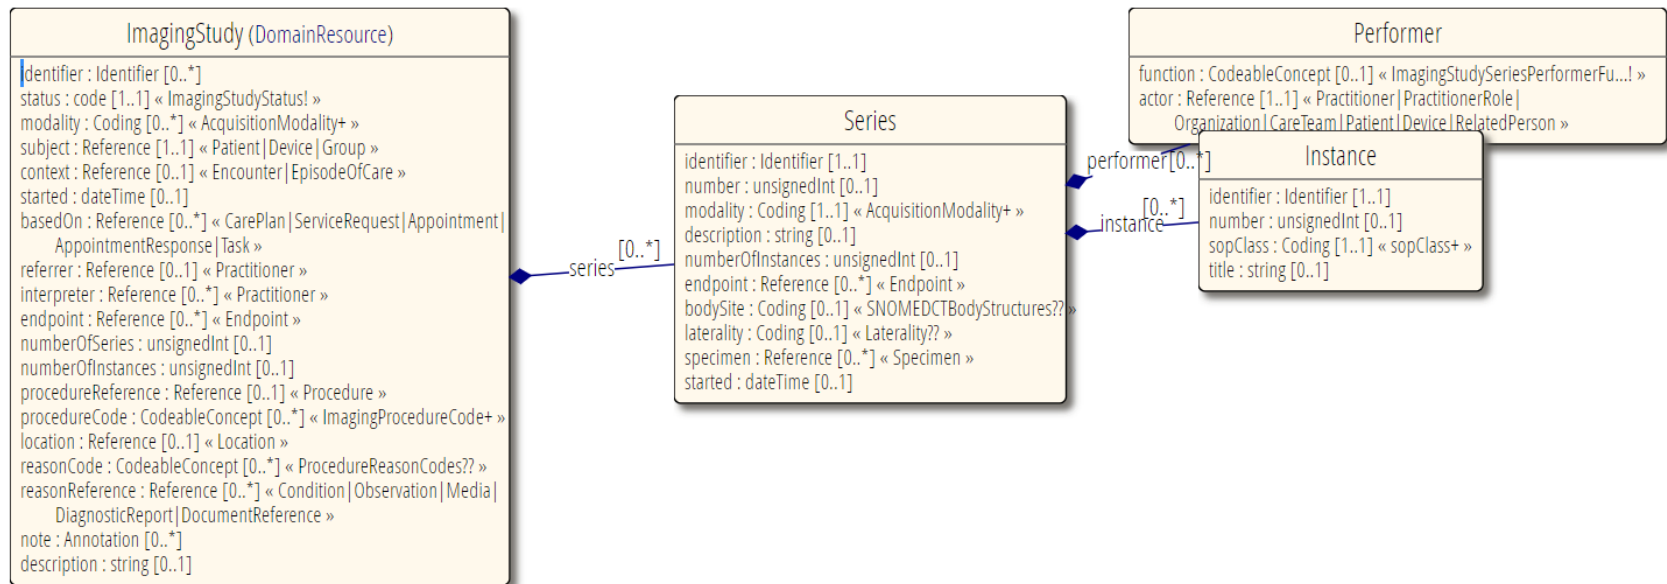 ImagingStudy (DomainResource)
identifier : Identifier [0..*]
status : code [1..1] « ImagingStudyStatus! »
modality : Coding [0..*] « AcquisitionModality+ »
subject : Reference [1..1] « Patient|Device|Group »
context : Reference [0..1] « Encounter|EpisodeOfCare »
started : dateTime [0..1]
basedOn : Reference [0..*] « CarePlan|ServiceRequest|Appointment|
AppointmentResponse|Task »
referrer : Reference [0..1] « Practitioner »
interpreter : Reference [0..*] « Practitioner »
endpoint : Reference [0..*] « Endpoint »
numberOfSeries : unsignedInt [0..1]
numberOfInstances : unsignedInt [0..1]
procedureReference : Reference [0..1] « Procedure »
procedureCode : CodeableConcept [0..*] « ImagingProcedureCode+ »
location : Reference [0..1] « Location »
reasonCode : CodeableConcept [0..*] « ProcedureReasonCodes?? »
reasonReference : Reference [0..*] « Condition|Observation|Media|
DiagnosticReport|DocumentReference »
note : Annotation [0..*]
description : string [0..1]
series
[0..*]
Series
identifier : Identifier [1..1]
number : unsignedInt [0..1]
modality : Coding [1..1] « AcquisitionModality+ »
description : string [0..1]
numberOfInstances : unsignedInt [0..1]
endpoint : Reference [0..*] « Endpoint »
bodySite : Coding [0..1] « SNOMEDCTBodyStructures?? »
laterality : Coding [0..1] « Laterality?? »
specimen : Reference [0..*] « Specimen »
started : dateTime [0..1]
performer[0..*]
instance
[0..*]
Performer
function : CodeableConcept [0..1] « ImagingStudySeriesPerformerFu...! »
actor : Reference [1..1] « Practitioner|PractitionerRole|
Organization|CareTeam|Patient|Device|RelatedPerson »
Instance
identifier : Identifier [1..1]
number : unsignedInt [0..1]
sopClass : Coding [1..1] « sopClass+ »
title : string [0..1]